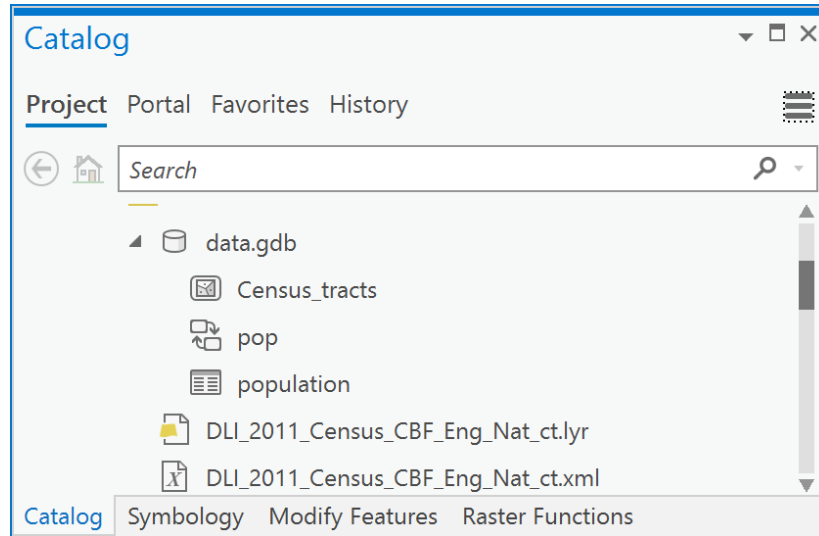 Catalog
Project Portal Favorites History
Search
data.gdb
Census_tracts
pop
population
DLI_2011_Census_CBF_Eng_Nat_ct.lyr
X DLI_2011_Census_CBF_Eng_Nat_ct.xml
Catalog Symbology Modify Features Raster Functions